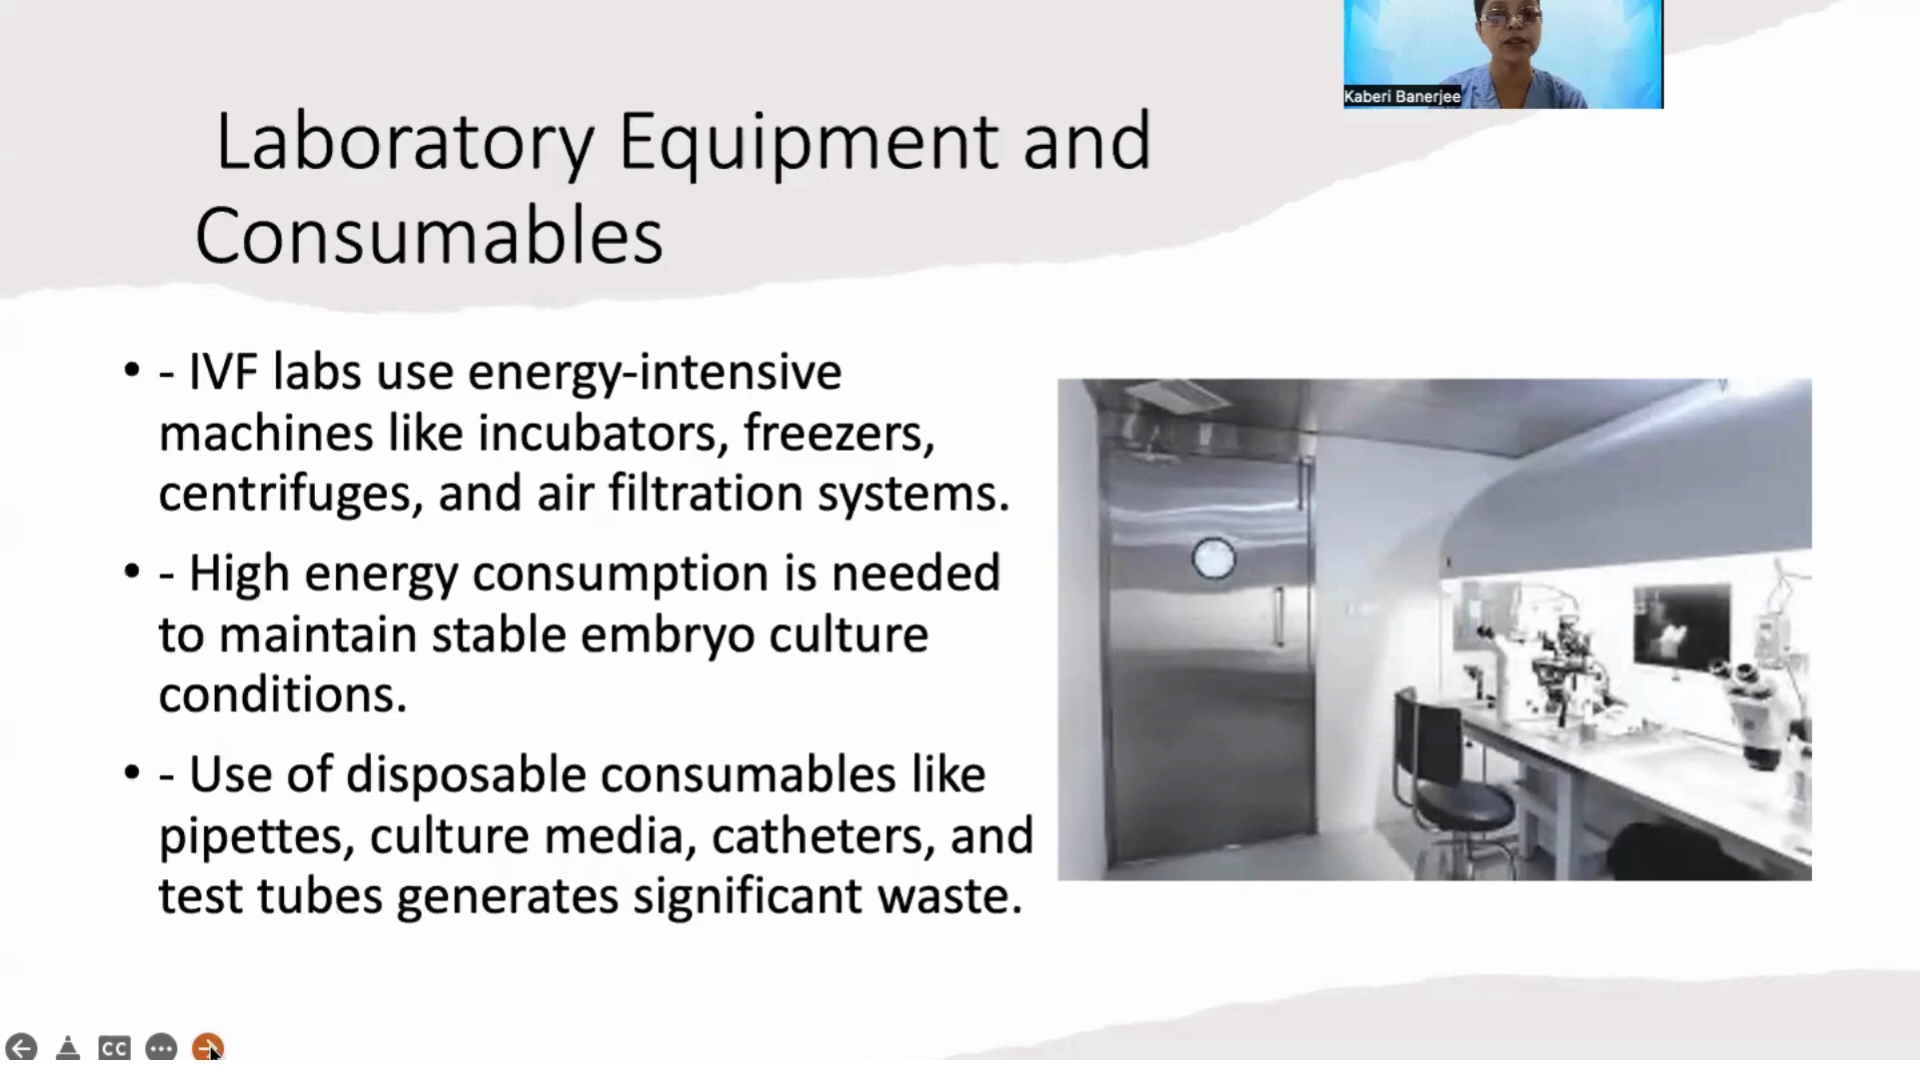 Kaberi Banerjee
Laboratory Equipment and
Consumables
• - IVF labs use energy-intensive
machines like incubators, freezers,
centrifuges, and air filtration systems.
• - High energy consumption is needed
to maintain stable embryo culture
conditions.
• - Use of disposable consumables like
pipettes, culture media, catheters, and
test tubes generates significant waste.
CC